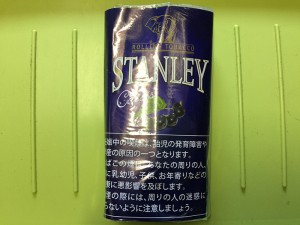 ROLLING TOBACCO
STANLEY
中の喫煙は、胎児の発育障害や
産の原因の一つとなります。
ばこの煙は、あなたの周りの人、
に乳幼児、子供、お年寄りなどの
に悪影響を及ぼします。
の際には、周りの人の迷惑に
らないように注意しましょう。